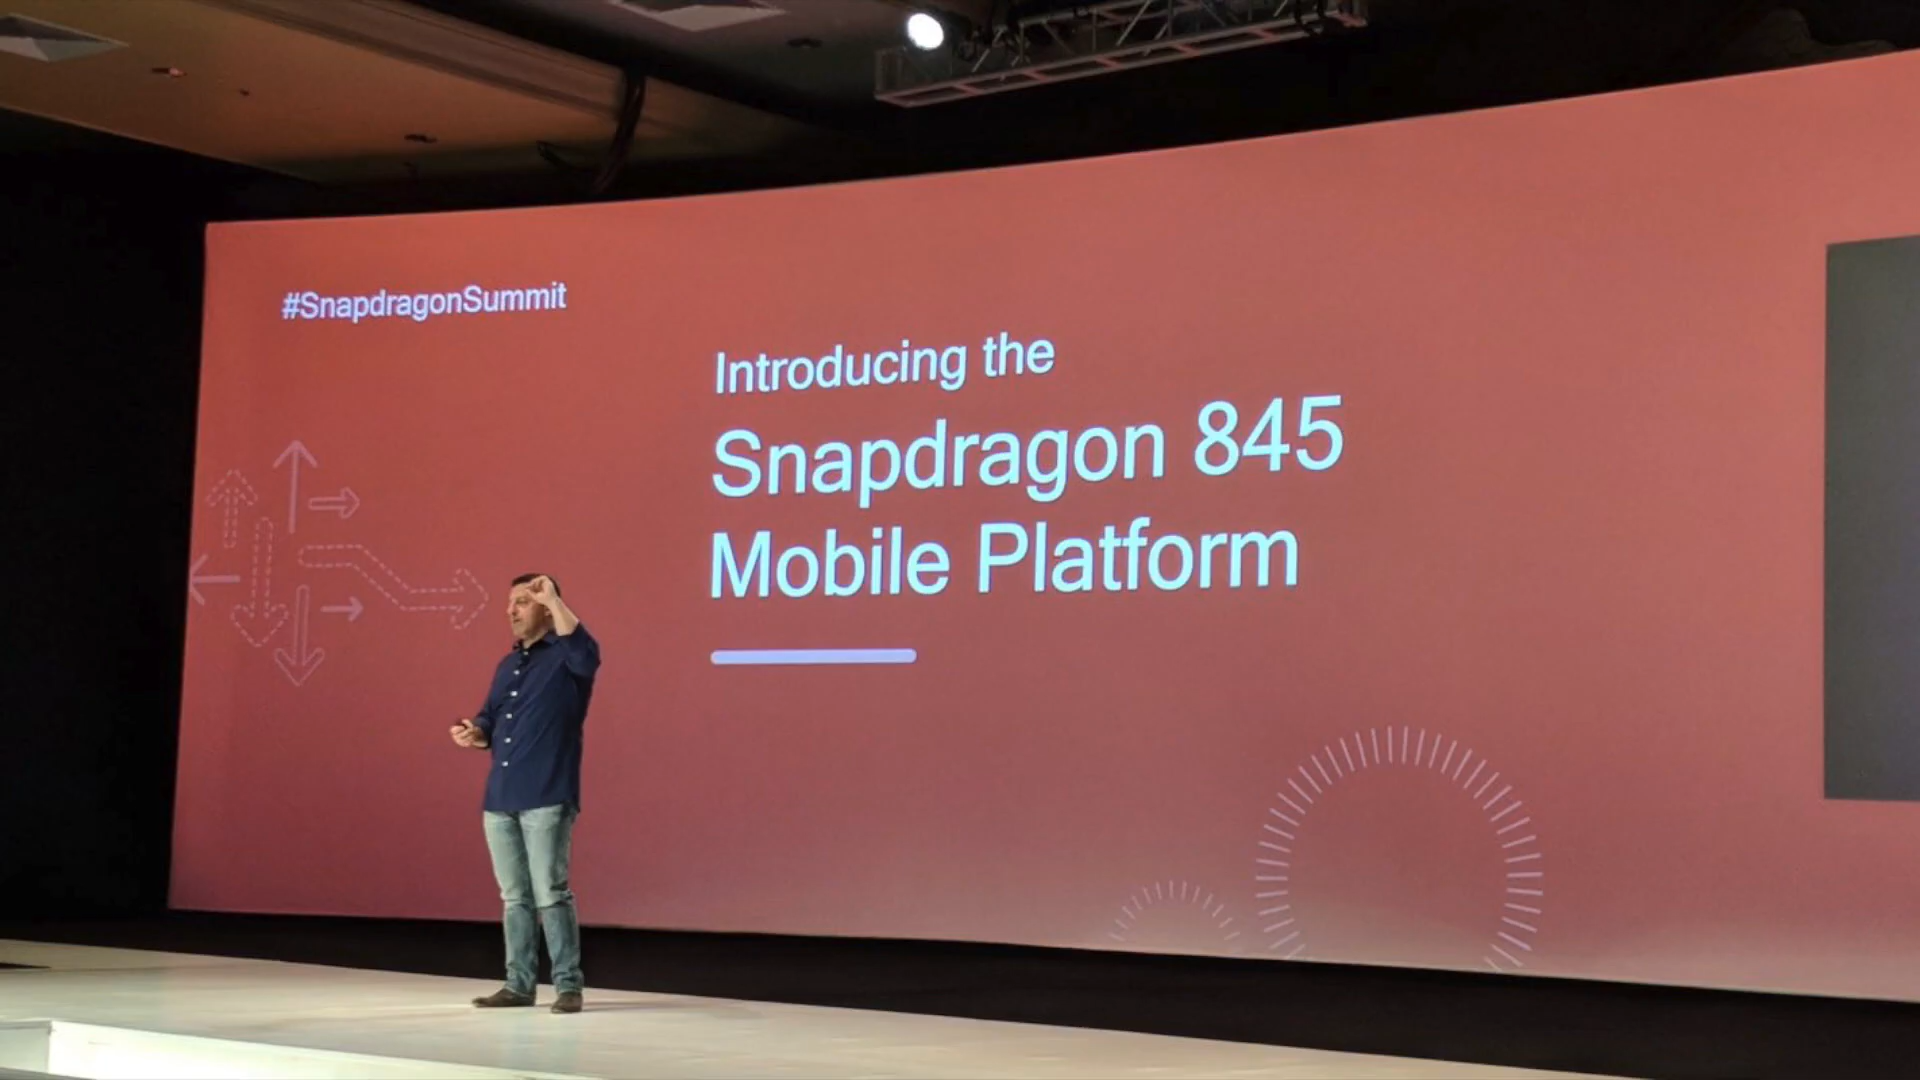 #SnapdragonSummit
Introducing the
Snapdragon 845
Mobile Platform